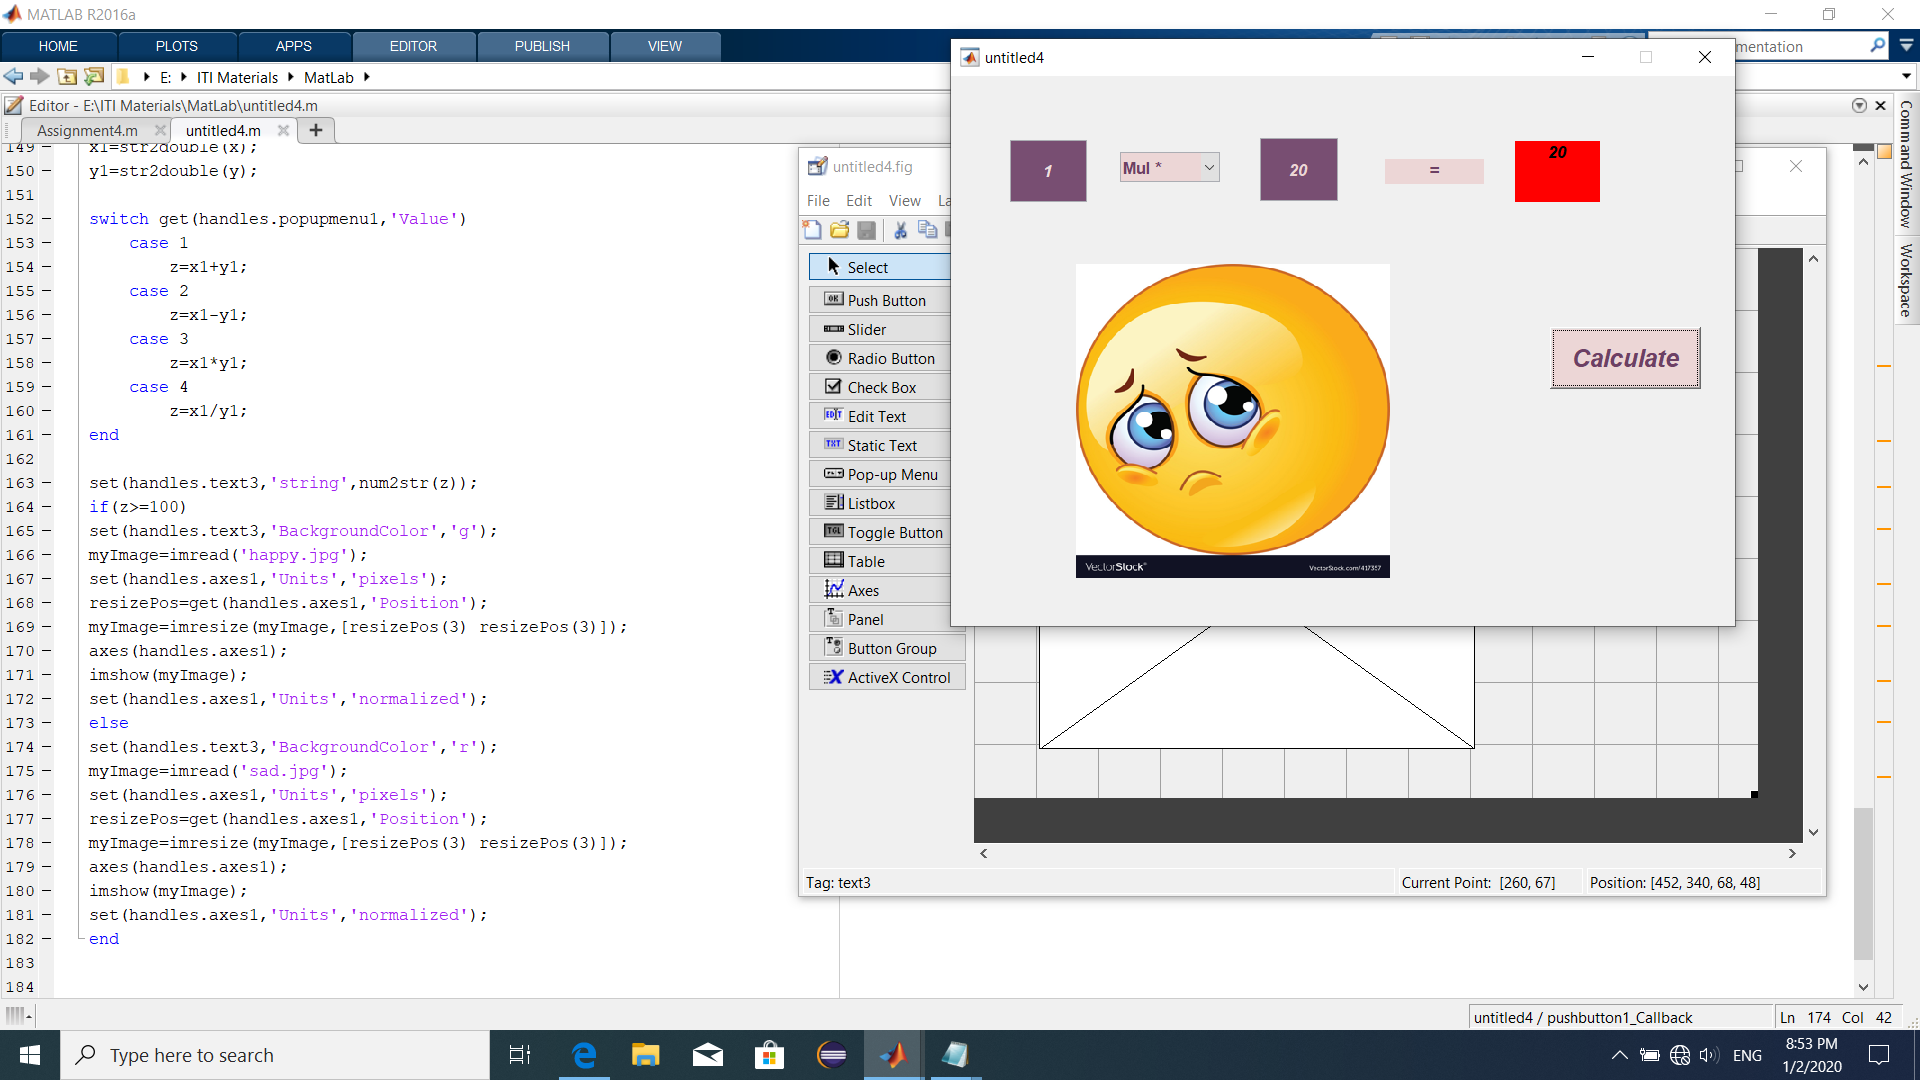 MATLAB R2016a
HOME PLOTS APPS EDITOR PUBLISH VIEW
mentation
E: ITI Materials MatLab
Editor - E:\ITI Materials\MatLab\untitled4.m
Assignment4.m untitled4.m +
149 x1=str2double(x);
150 y1=str2double(y);
151
152 switch get(handles.popupmenu1,'Value')
153 case 1
154 z=x1+y1;
155 case 2
156 z=x1-y1;
157 case 3
158 z=x1*y1;
159 case 4
160 z=x1/y1;
161 end
162
163 set(handles.text3,'string',num2str(z));
164 if(z>=100)
165 set(handles.text3,'BackgroundColor','g');
166 myImage=imread('happy.jpg');
167 set(handles.axes1,'Units','pixels');
168 resizePos=get(handles.axes1,'Position');
169 myImage=imresize(myImage,[resizePos(3) resizePos(3)]);
170 axes(handles.axes1);
171 imshow(myImage);
172 set(handles.axes1,'Units','normalized');
173 else
174 set(handles.text3,'BackgroundColor','r');
175 myImage=imread('sad.jpg');
176 set(handles.axes1,'Units','pixels');
177 resizePos=get(handles.axes1,'Position');
178 myImage=imresize(myImage,[resizePos(3) resizePos(3)]);
179 axes(handles.axes1);
180 imshow(myImage);
181 set(handles.axes1,'Units','normalized');
182 end
183
184
untitled4.fig
File Edit View La
Select
OK Push Button
Slider
Radio Button
Check Box
EDIT Edit Text
TXT Static Text
Pop-up Menu
Listbox
TGL Toggle Button
Table
Axes
Panel
Button Group
ActiveX Control
Tag: text3
Current Point: [260, 67]
Position: [452, 340, 68, 48]
untitled4
1 Mul * 20 = 20
Calculate
VectorStock®
VectorStock.com/417357
Command Window
Workspace
untitled4 / pushbutton1_Callback
Ln 174 Col 42
Type here to search
ENG
8:53 PM
1/2/2020